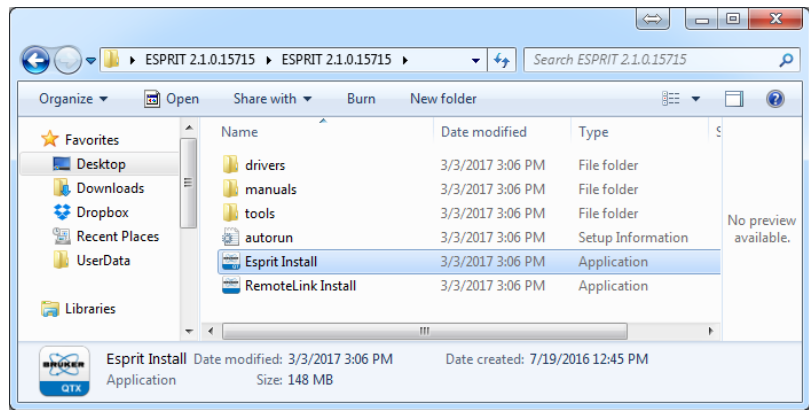 ESPRIT 2.1.0.15715 ▸ ESPRIT 2.1.0.15715 ▸ Search ESPRIT 2.1.0.15715
Organize Open Share with Burn New folder
Favorites
Desktop
Downloads
Dropbox
Recent Places
UserData
Libraries
Name Date modified Type S
drivers 3/3/2017 3:06 PM File folder
manuals 3/3/2017 3:06 PM File folder
tools 3/3/2017 3:06 PM File folder
autorun 3/3/2017 3:06 PM Setup Information
Esprit Install 3/3/2017 3:06 PM Application
RemoteLink Install 3/3/2017 3:06 PM Application
No preview
available.
BRUKER
QTX
Esprit Install Date modified: 3/3/2017 3:06 PM Date created: 7/19/2016 12:45 PM
Application Size: 148 MB